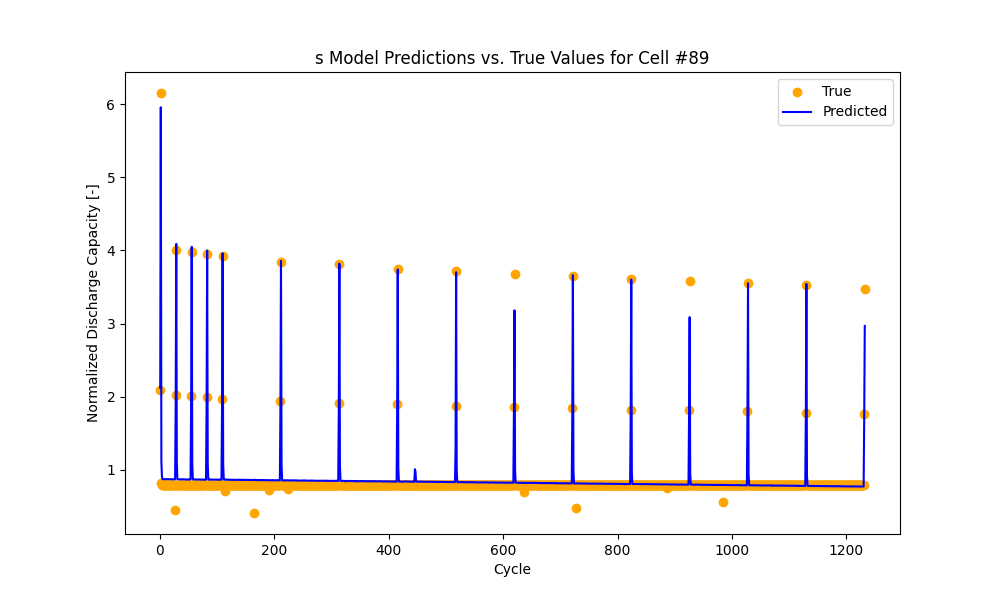 s Model Predictions vs. True Values for Cell #89
True
Predicted
Normalized Discharge Capacity [-]
6
5
4
3
2
1
0
200
400
600
800
1000
1200
Cycle